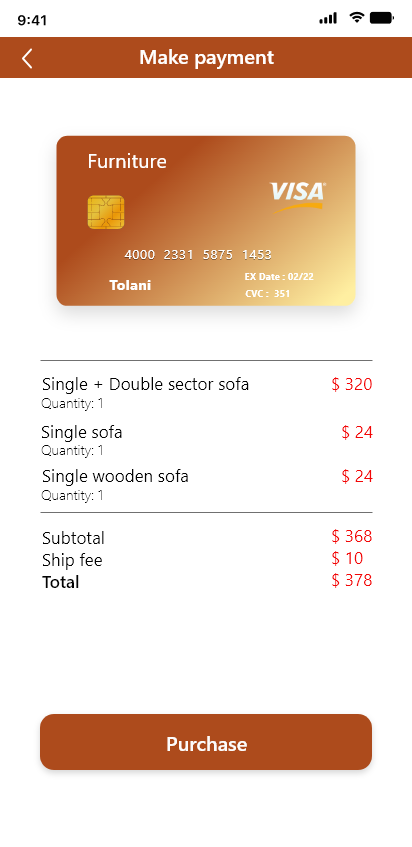 9:41
Make payment
Furniture
VISA
4000 2331 5875 1453
EX Date : 02/22
Tolani
CVC : 351
Single + Double sector sofa $ 320
Quantity: 1
Single sofa $ 24
Quantity: 1
Single wooden sofa $ 24
Quantity: 1
Subtotal $ 368
Ship fee $ 10
Total $ 378
Purchase